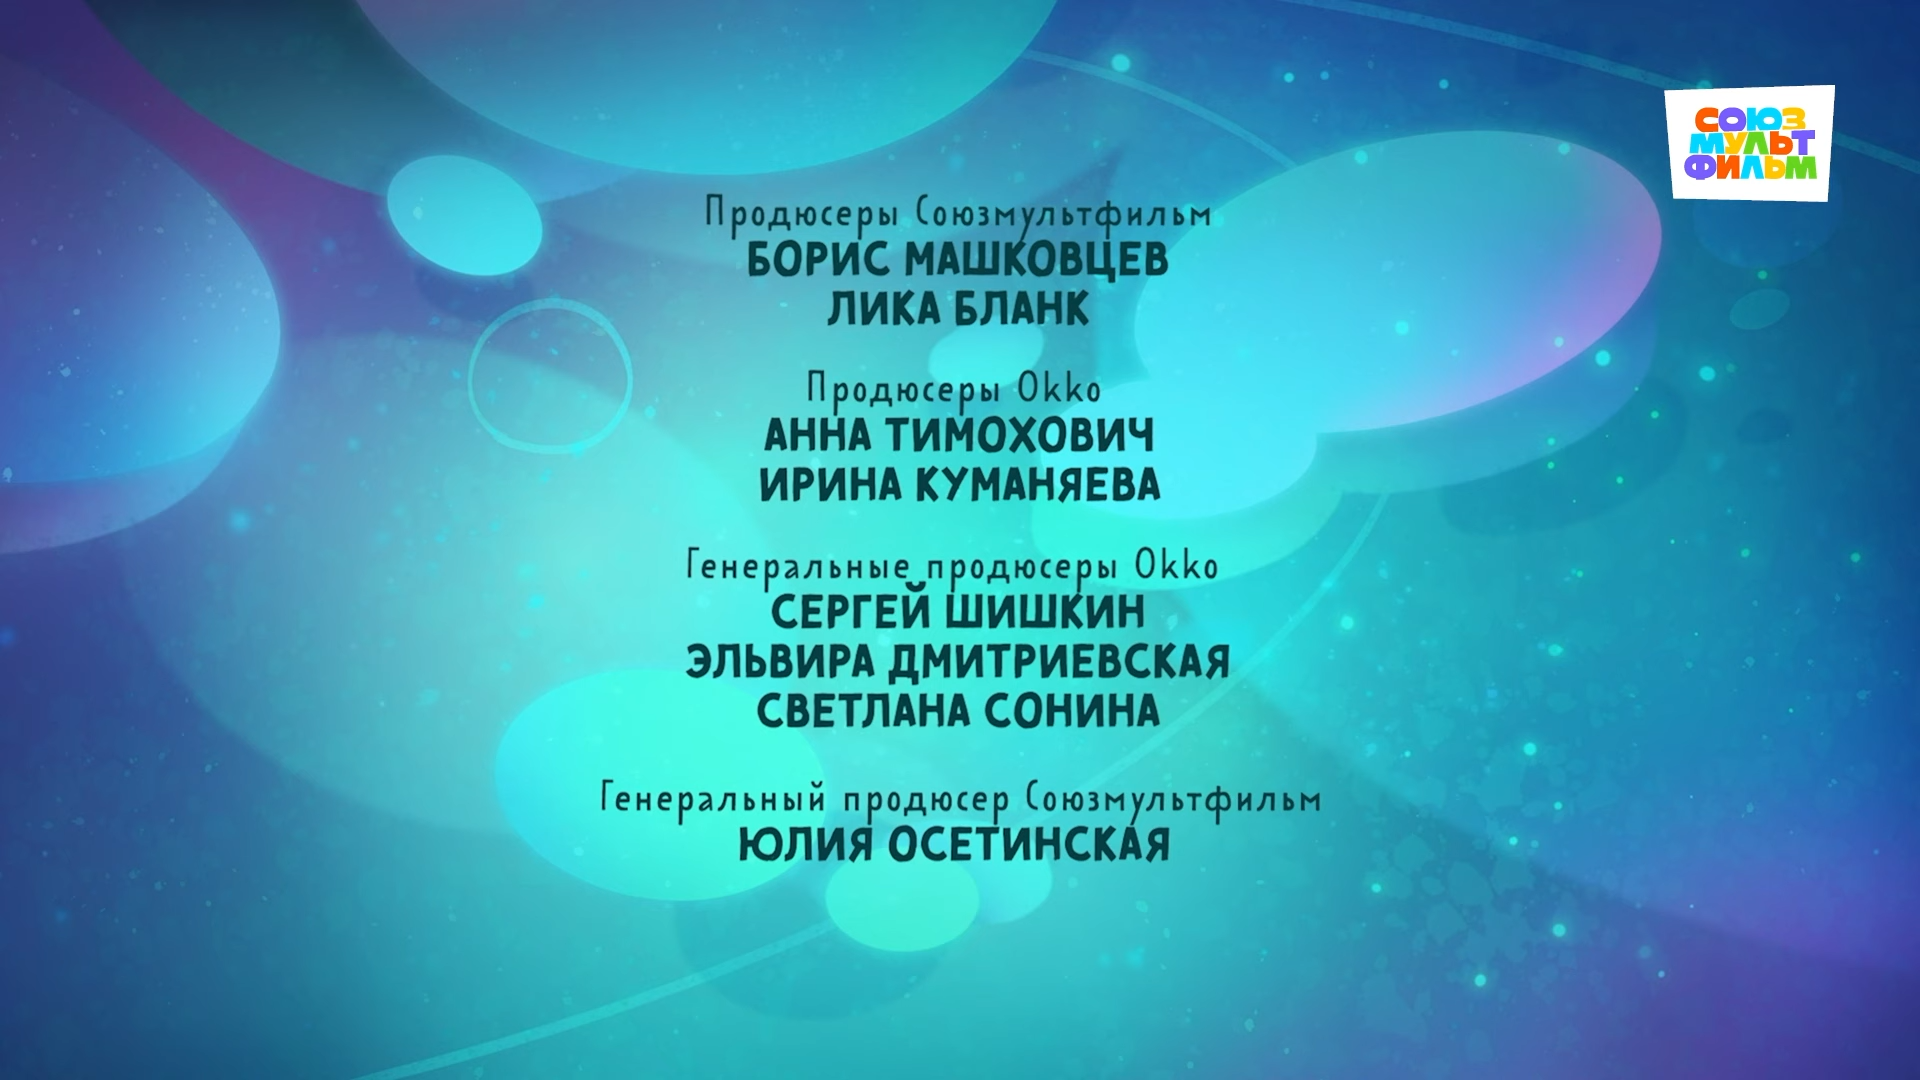 СОЮЗ
МУЛЬТ
ФИЛЬМ
Продюсеры Союзмультфильм
БОРИС МАШКОВЦЕВ
ЛИКА БЛАНК
Продюсеры Okko
АННА ТИМОХОВИЧ
ИРИНА КУМАНЯЕВА
Генеральные продюсеры Okko
СЕРГЕЙ ШИШКИН
ЭЛЬВИРА ДМИТРИЕВСКАЯ
СВЕТЛАНА СОНИНА
Генеральный продюсер Союзмультфильм
ЮЛИЯ ОСЕТИНСКАЯ